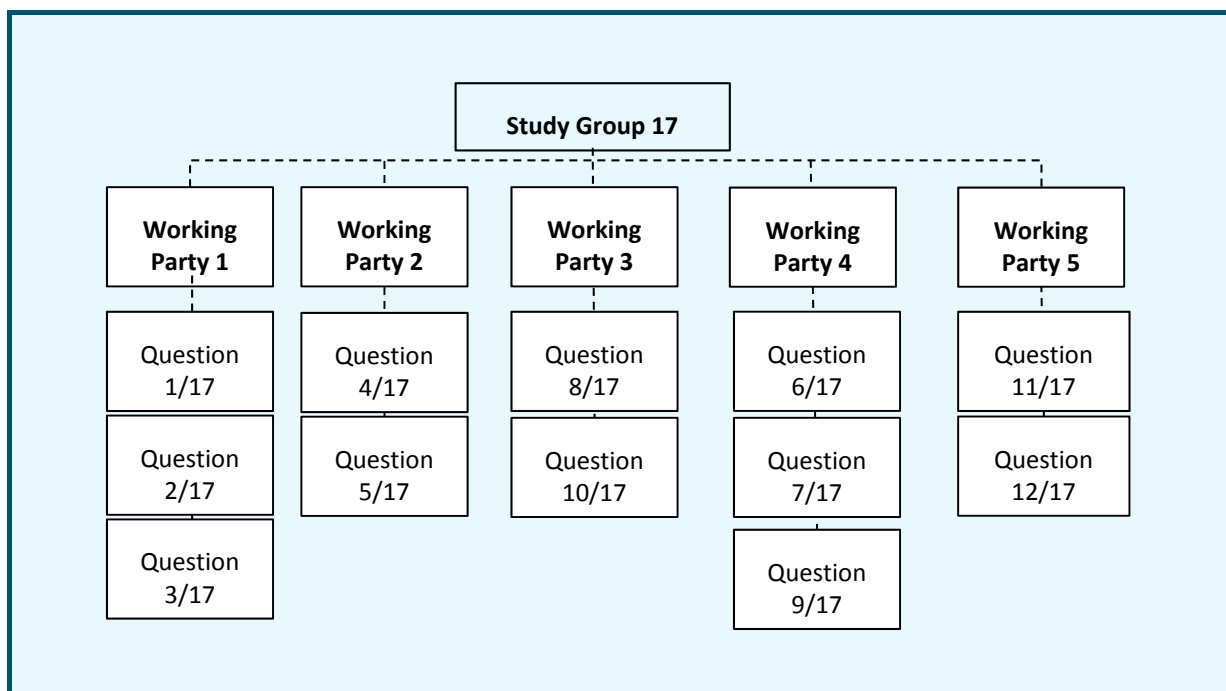 Study Group 17
Working
Party 1
Working
Party 2
Working
Party 3
Working
Party 4
Working
Party 5
Question
1/17
Question
4/17
Question
8/17
Question
6/17
Question
11/17
Question
2/17
Question
5/17
Question
10/17
Question
7/17
Question
12/17
Question
3/17
Question
9/17